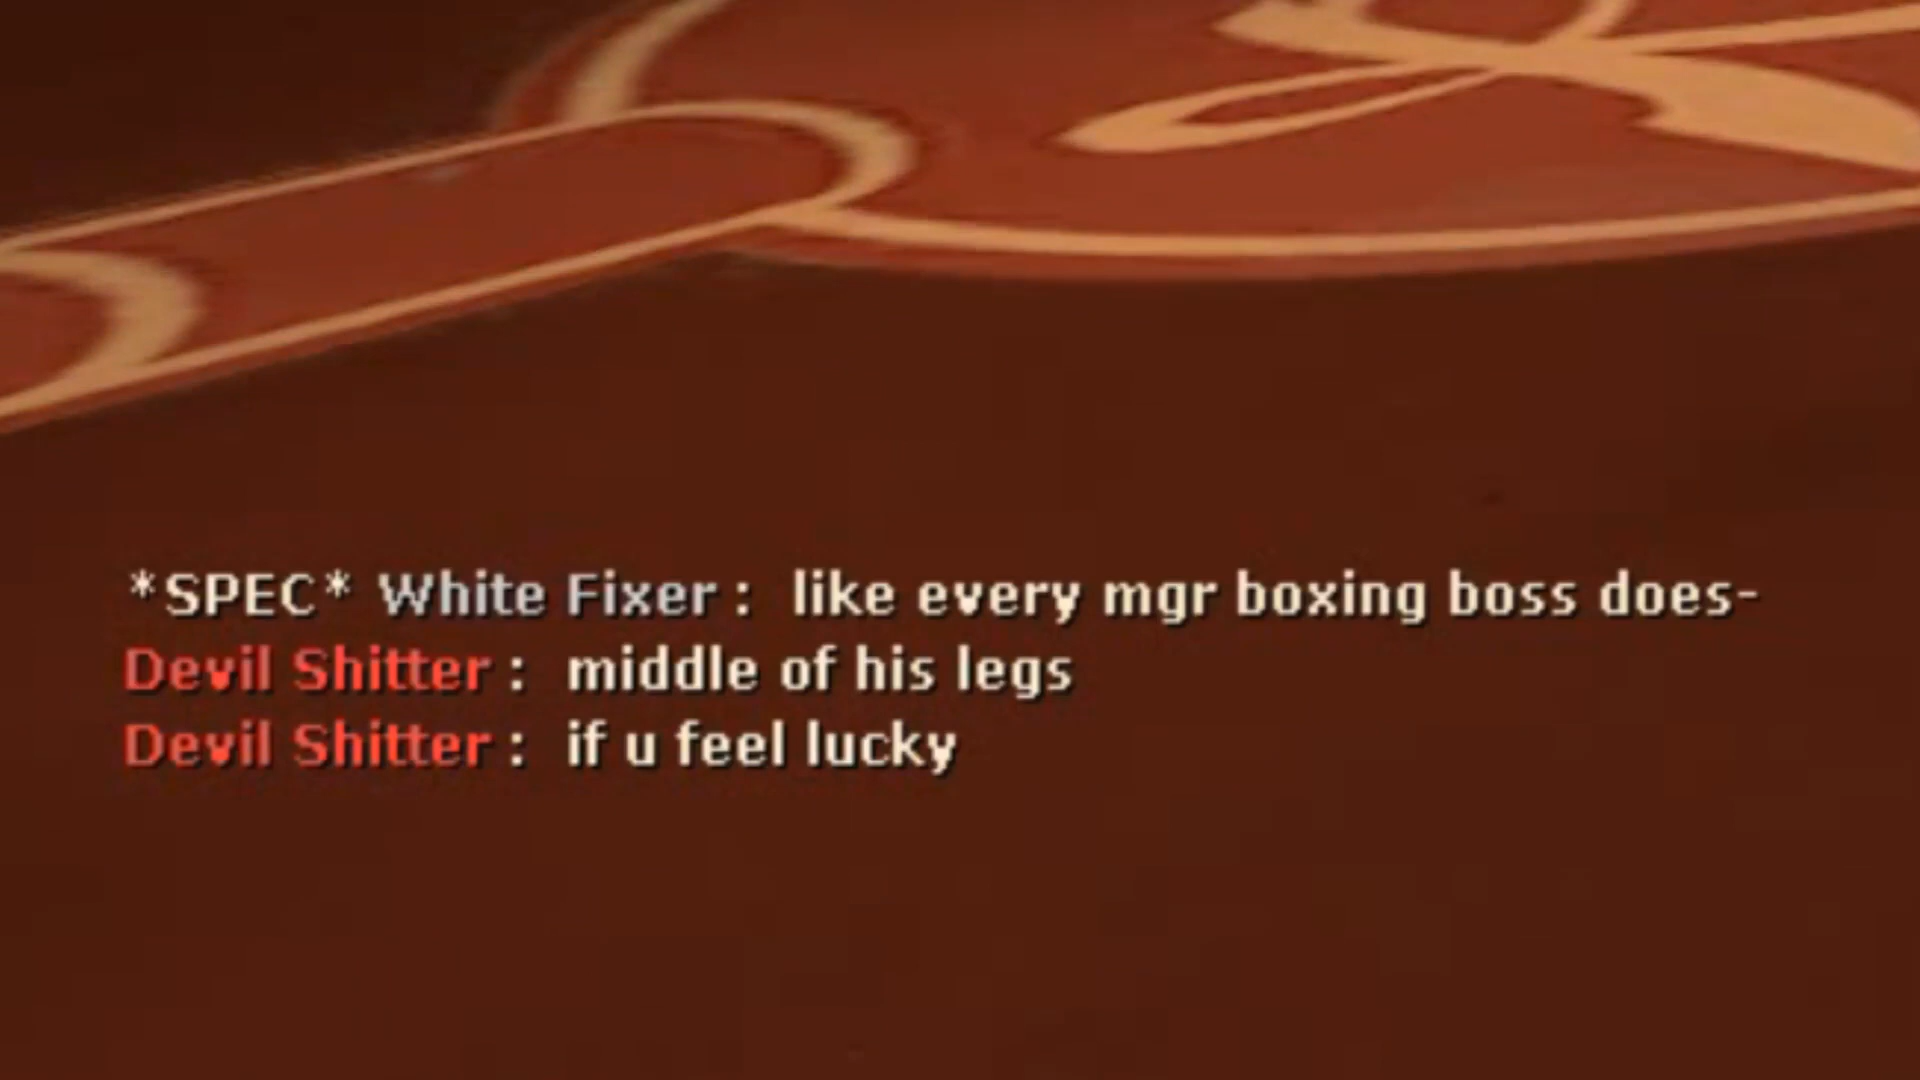 *SPEC* White Fixer :  like every mgr boxing boss does-
Devil Shitter :  middle of his legs
Devil Shitter :  if u feel lucky